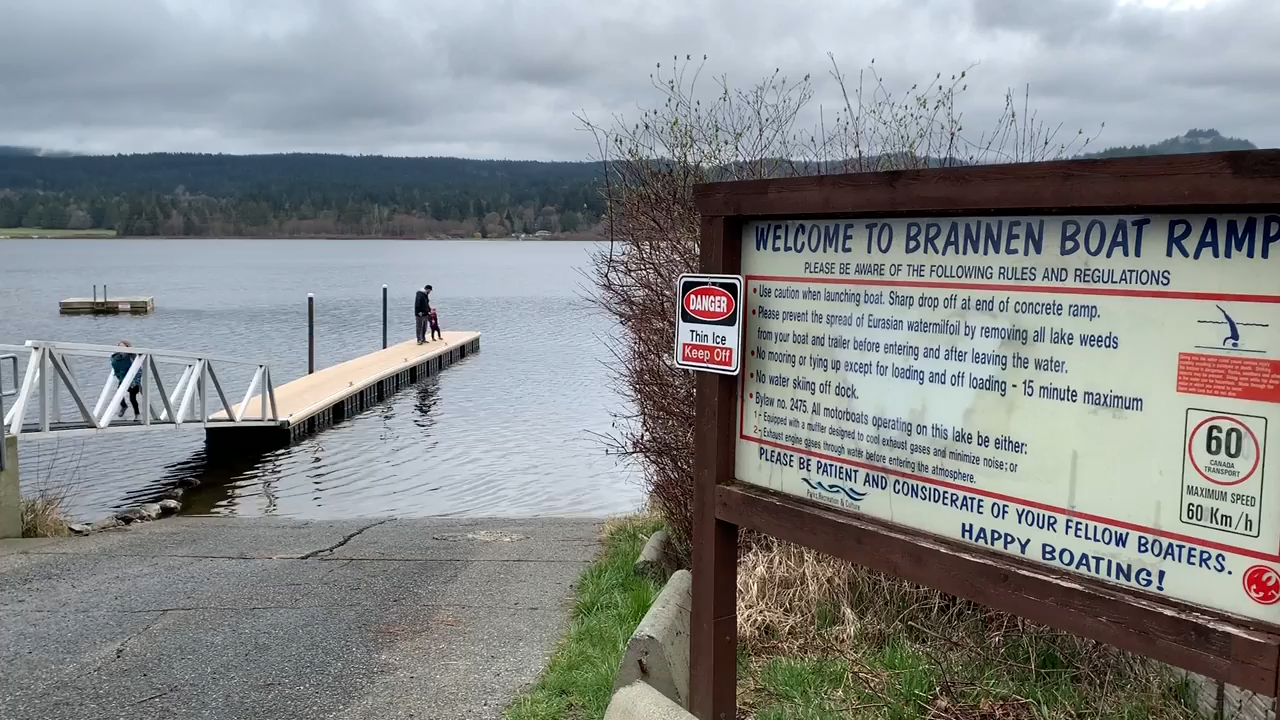 WELCOME TO BRANNEN BOAT RAMP
PLEASE BE AWARE OF THE FOLLOWING RULES AND REGULATIONS
• Use caution when launching boat. Sharp drop off at end of concrete ramp.
• Please prevent the spread of Eurasian watermilfoil by removing all lake weeds
from your boat and trailer before entering and after leaving the water.
• No mooring or tying up except for loading and off loading - 15 minute maximum
• No water skiing off dock.
• Bylaw no. 2475. All motorboats operating on this lake be either:
1- Equipped with a muffler designed to cool exhaust gases and minimize noise; or
2- Exhaust engine gases through water before entering the atmosphere.
PLEASE BE PATIENT AND CONSIDERATE OF YOUR FELLOW BOATERS.
HAPPY BOATING!
Parks, Recreation & Culture
DANGER
Thin Ice
Keep Off
60
CANADA
TRANSPORT
MAXIMUM SPEED
60Km/h